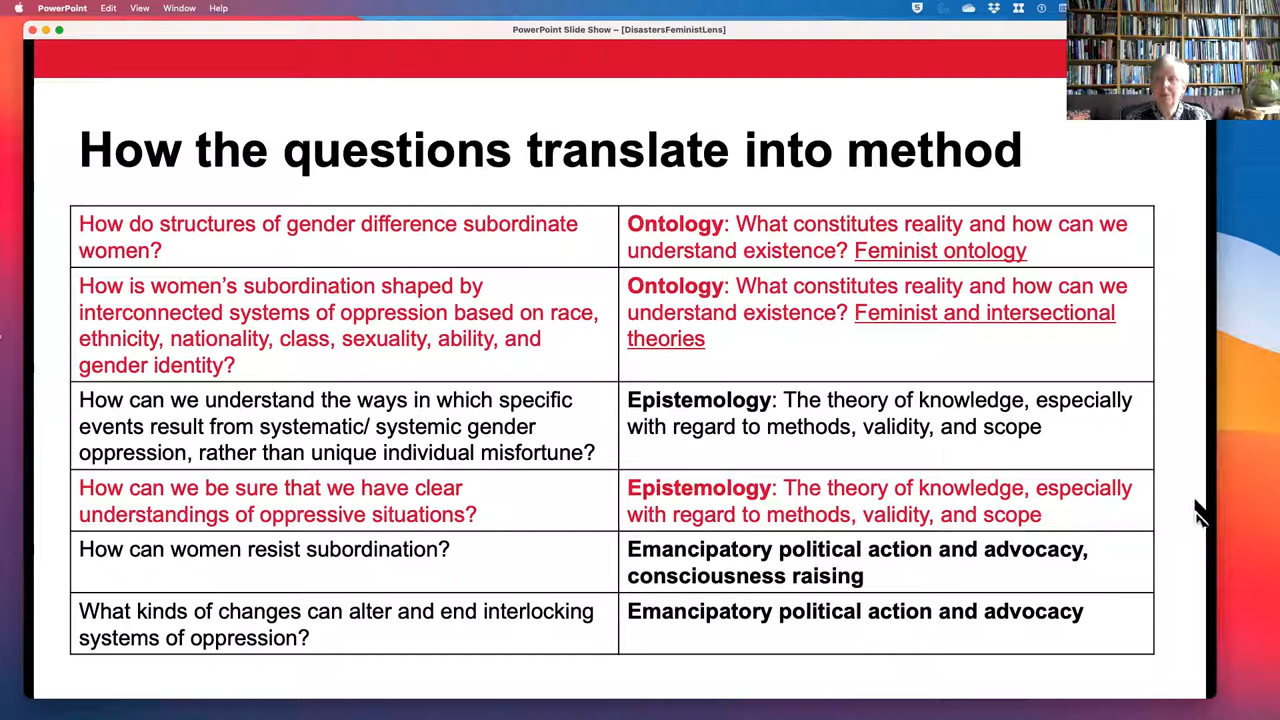 PowerPoint Edit View Window Help
PowerPoint Slide Show – [DisastersFeministLens]
How the questions translate into method
How do structures of gender difference subordinate
women?
Ontology: What constitutes reality and how can we
understand existence? Feminist ontology
How is women’s subordination shaped by
interconnected systems of oppression based on race,
ethnicity, nationality, class, sexuality, ability, and
gender identity?
Ontology: What constitutes reality and how can we
understand existence? Feminist and intersectional
theories
How can we understand the ways in which specific
events result from systematic/ systemic gender
oppression, rather than unique individual misfortune?
Epistemology: The theory of knowledge, especially
with regard to methods, validity, and scope
How can we be sure that we have clear
understandings of oppressive situations?
Epistemology: The theory of knowledge, especially
with regard to methods, validity, and scope
How can women resist subordination?
Emancipatory political action and advocacy,
consciousness raising
What kinds of changes can alter and end interlocking
systems of oppression?
Emancipatory political action and advocacy